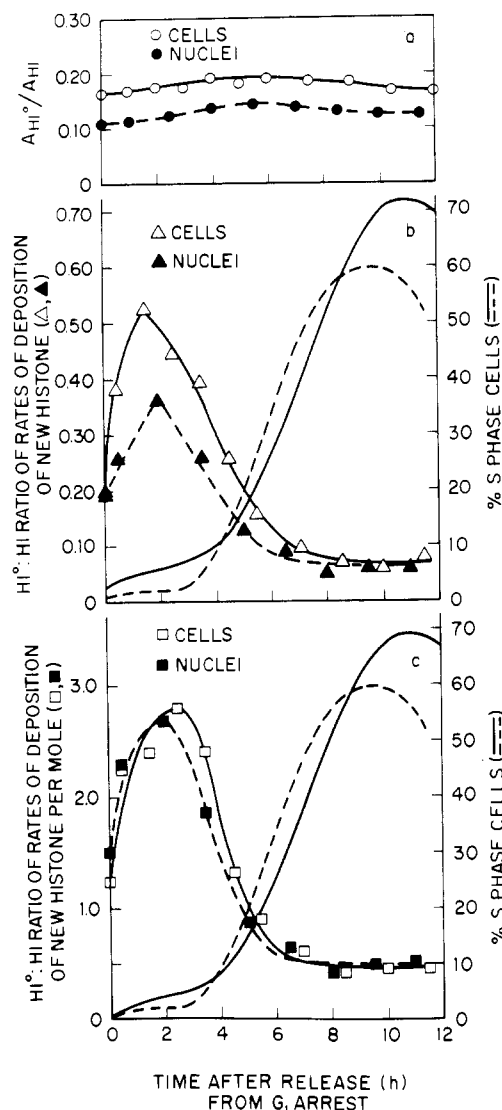 0.30
CELLS
a
NUCLEI
0.20
0.10
0
A_HI° / A_HI
0.70
70
CELLS
b
NUCLEI
0.60
60
0.50
50
0.40
40
0.30
30
0.20
20
0.10
10
0
0
HI°: HI RATIO OF RATES OF DEPOSITION
OF NEW HISTONE (△,▲)
% S PHASE CELLS (===)
CELLS
70
NUCLEI
c
60
3.0
50
2.0
40
30
1.0
20
10
0
0
HI°: HI RATIO OF RATES OF DEPOSITION
OF NEW HISTONE PER MOLE (□,■)
% S PHASE CELLS (===)
0 2 4 6 8 10 12
TIME AFTER RELEASE (h)
FROM G₁ ARREST